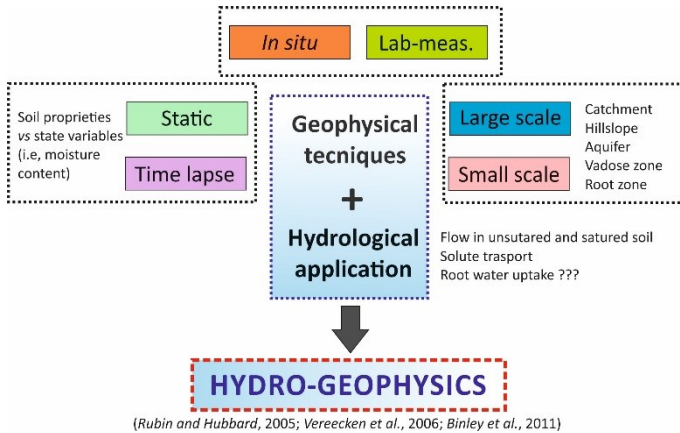 In situ
Lab-meas.
Soil proprieties
vs state variables
(i.e, moisture
content)
Static
Time lapse
Geophysical
tecniques
+
Hydrological
application
Large scale
Small scale
Catchment
Hillslope
Aquifer
Vadose zone
Root zone
Flow in unsutared and satured soil
Solute trasport
Root water uptake ???
HYDRO-GEOPHYSICS
(Rubin and Hubbard, 2005; Vereecken et al., 2006; Binley et al., 2011)